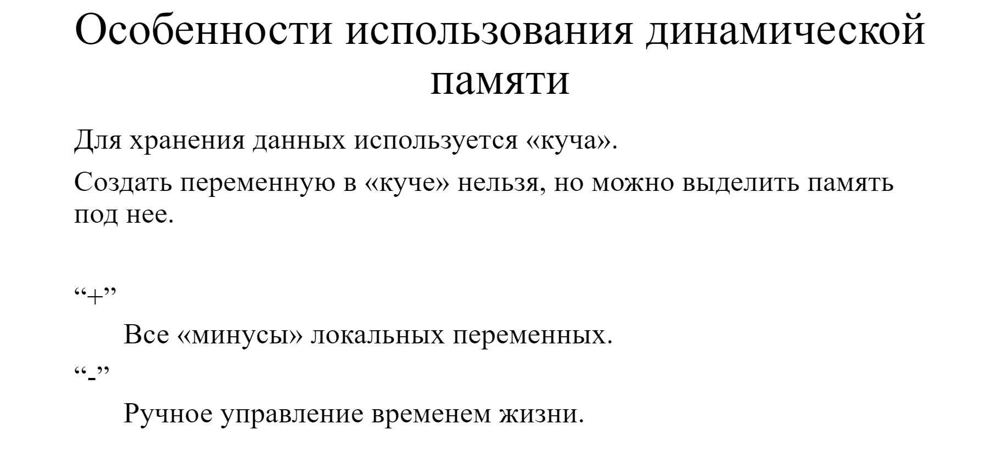 Особенности использования динамической
памяти
Для хранения данных используется «куча».
Создать переменную в «куче» нельзя, но можно выделить память
под нее.
“+”
Все «минусы» локальных переменных.
“-”
Ручное управление временем жизни.